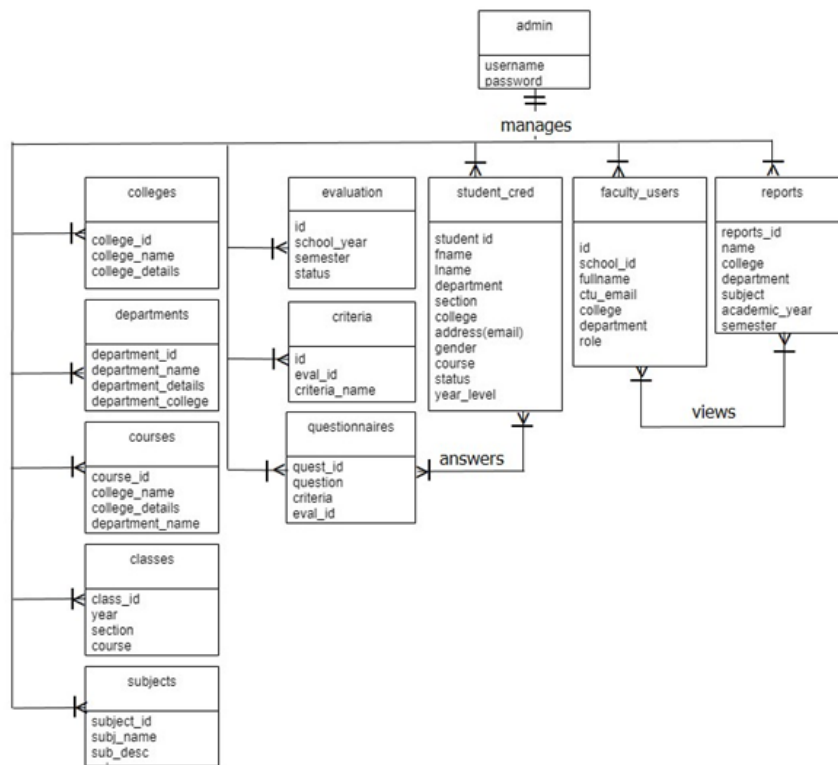 admin
username
password
manages
colleges
college_id
college_name
college_details
departments
department_id
department_name
department_details
department_college
courses
course_id
college_name
college_details
department_name
classes
class_id
year
section
course
subjects
subject_id
subj_name
sub_desc
evaluation
id
school_year
semester
status
criteria
id
eval_id
criteria_name
questionnaires
quest_id
question
criteria
eval_id
answers
student_cred
student id
fname
lname
department
section
college
address(email)
gender
course
status
year_level
faculty_users
id
school_id
fullname
ctu_email
college
department
role
views
reports
reports_id
name
college
department
subject
academic_year
semester